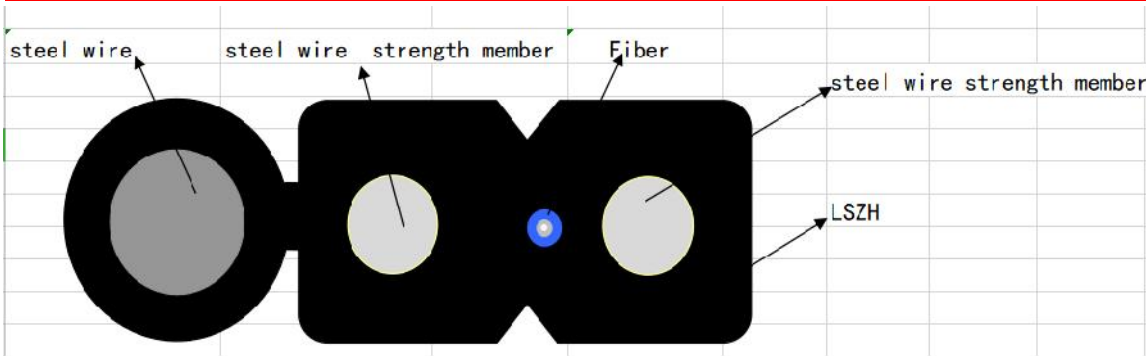 steel wire
steel wire strength member
Fiber
steel wire strength member
LSZH